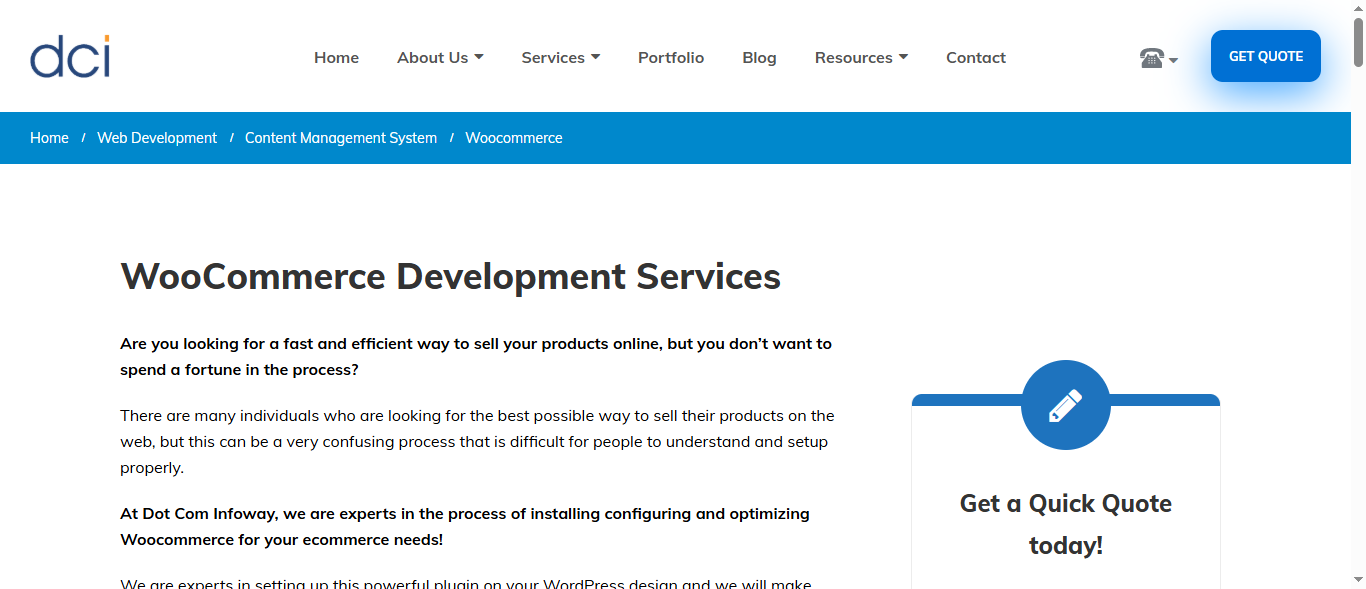 dci
Home About Us Services Portfolio Blog Resources Contact GET QUOTE
Home / Web Development / Content Management System / Woocommerce
WooCommerce Development Services
Are you looking for a fast and efficient way to sell your products online, but you don’t want to
spend a fortune in the process?
There are many individuals who are looking for the best possible way to sell their products on the
web, but this can be a very confusing process that is difficult for people to understand and setup
properly.
At Dot Com Infoway, we are experts in the process of installing configuring and optimizing
Woocommerce for your ecommerce needs!
We are experts in setting up this powerful plugin on your WordPress design and we will make
Get a Quick Quote
today!